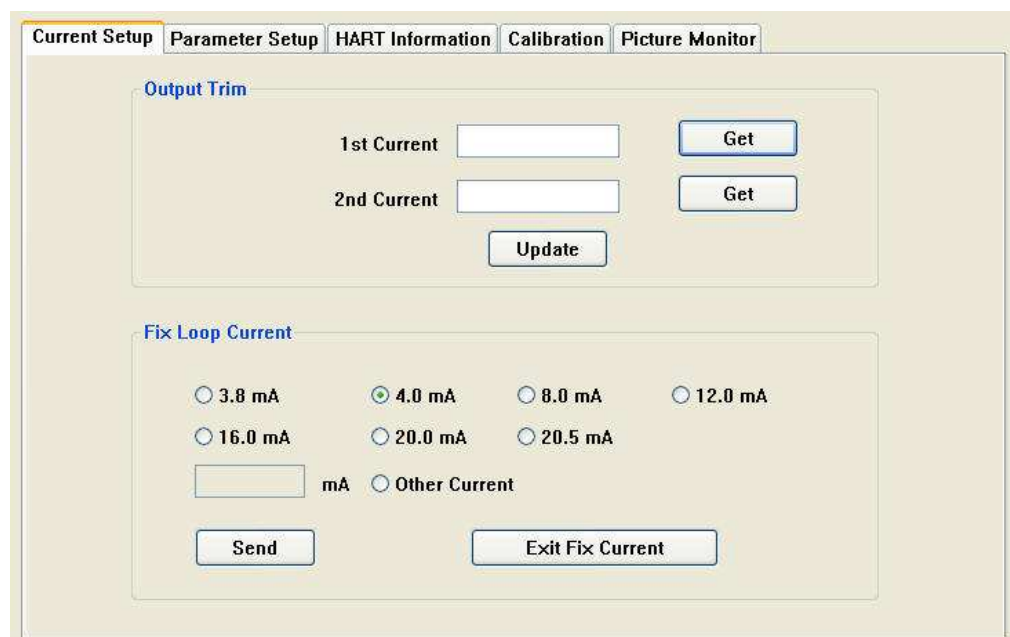 Current Setup Parameter Setup HART Information Calibration Picture Monitor
Output Trim
1st Current Get
2nd Current Get
Update
Fix Loop Current
3.8 mA 4.0 mA 8.0 mA 12.0 mA
16.0 mA 20.0 mA 20.5 mA
mA Other Current
Send Exit Fix Current